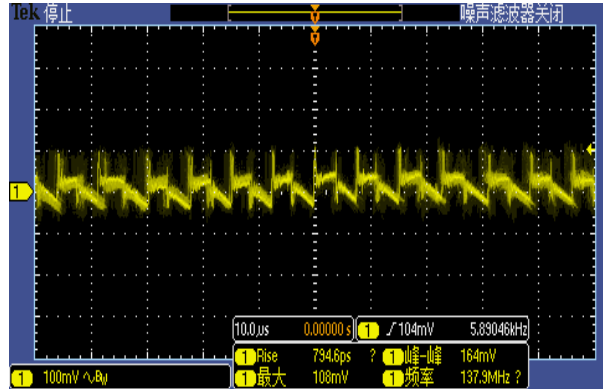 Tek 停止
噪声滤波器关闭
1
10.0µs 0.00000 s 1 104mV 5.89046kHz
1 Rise 794.6ps ? 1 峰-峰 164mV
1 最大 108mV 1 频率 137.9MHz ?
1 100mV ∿BW